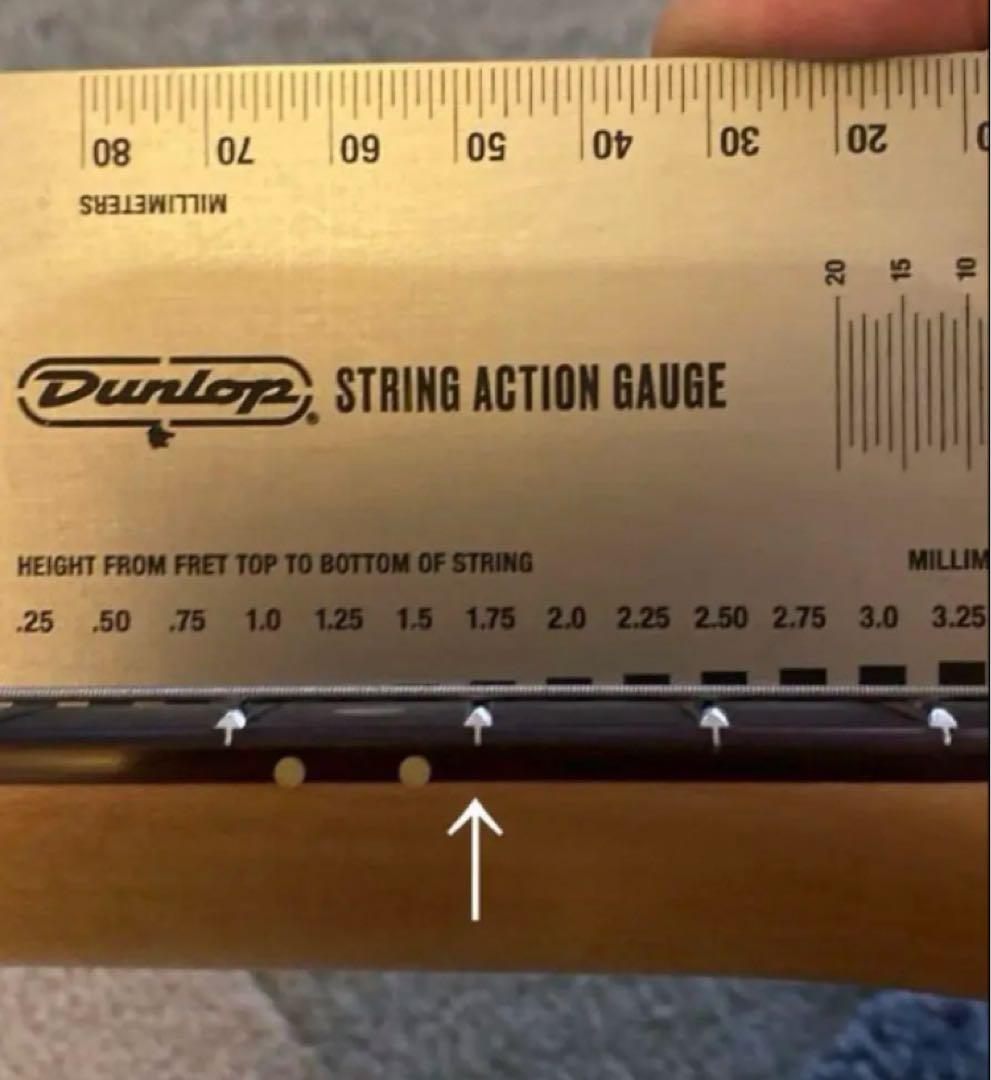 80 70 60 50 40 30 20
MILLIMETERS
20 15 10
Dunlop® STRING ACTION GAUGE
HEIGHT FROM FRET TOP TO BOTTOM OF STRING MILLIM
.25 .50 .75 1.0 1.25 1.5 1.75 2.0 2.25 2.50 2.75 3.0 3.25